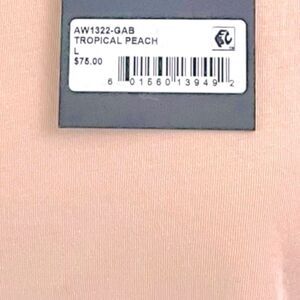 AW1322-GAB
TROPICAL PEACH
L
$75.00
6 01560 13949 2